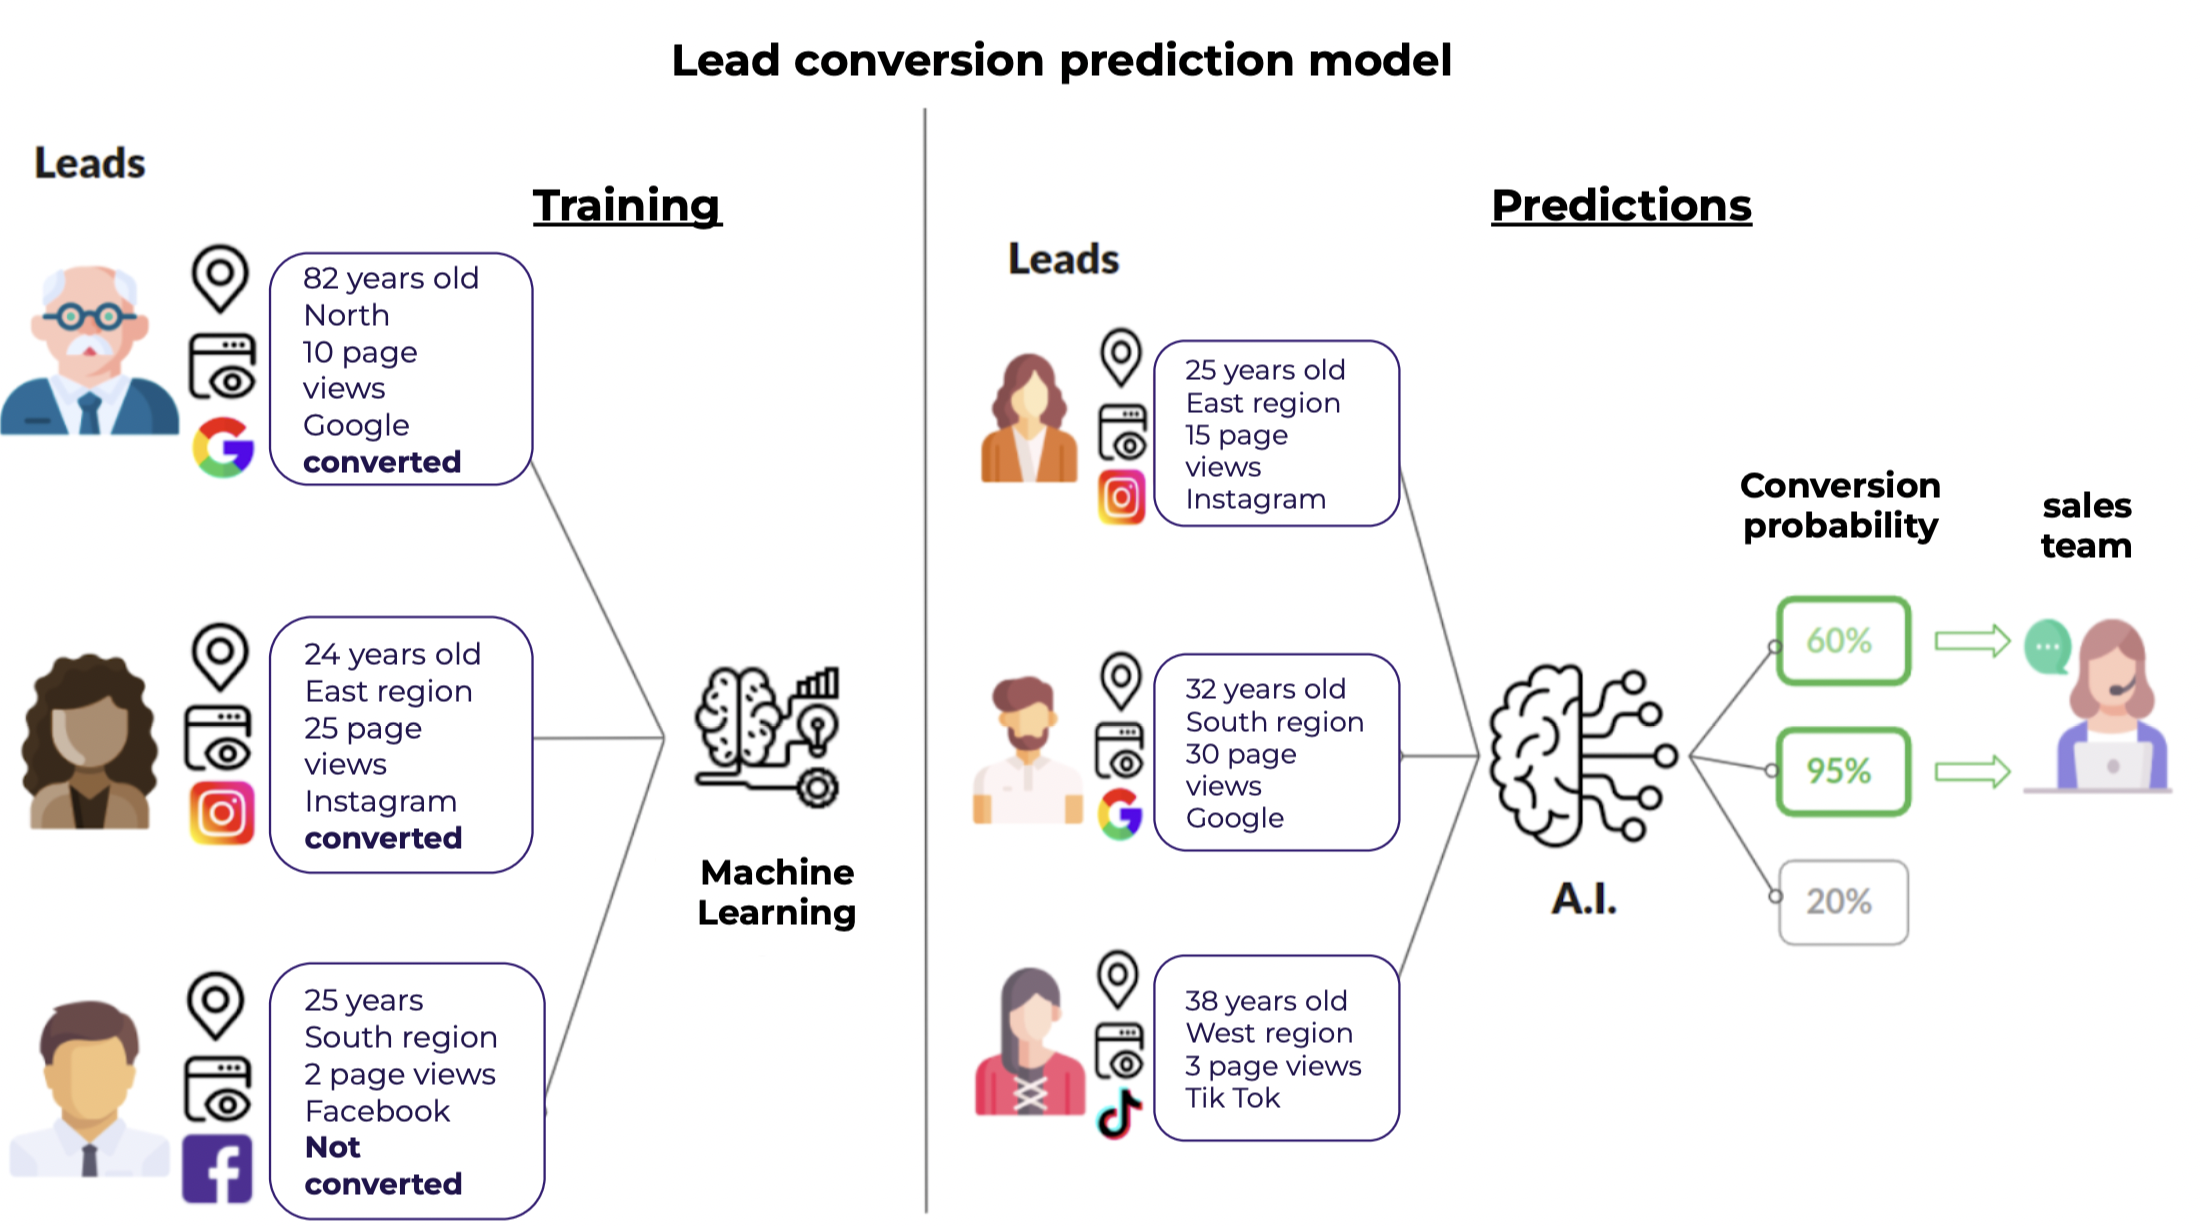 Lead conversion prediction model
Leads
Training
82 years old
North
10 page
views
Google
converted
24 years old
East region
25 page
views
Instagram
converted
25 years
South region
2 page views
Facebook
Not
converted
Machine
Learning
Predictions
Leads
25 years old
East region
15 page
views
Instagram
32 years old
South region
30 page
views
Google
38 years old
West region
3 page views
Tik Tok
A.I.
Conversion
probability
60%
95%
20%
sales
team